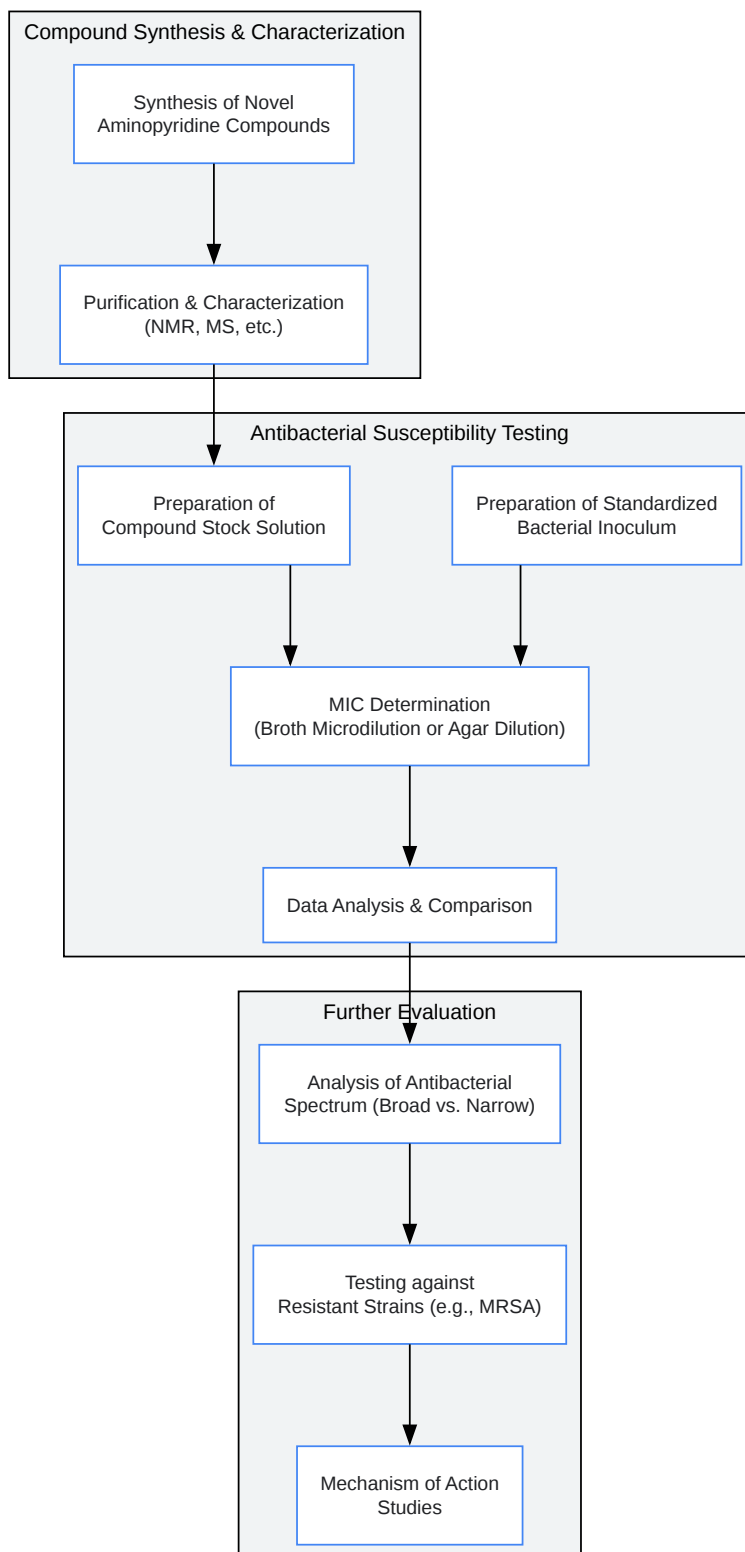 Compound Synthesis & Characterization
Synthesis of Novel
Aminopyridine Compounds
Purification & Characterization
(NMR, MS, etc.)
Antibacterial Susceptibility Testing
Preparation of
Compound Stock Solution
Preparation of Standardized
Bacterial Inoculum
MIC Determination
(Broth Microdilution or Agar Dilution)
Data Analysis & Comparison
Further Evaluation
Analysis of Antibacterial
Spectrum (Broad vs. Narrow)
Testing against
Resistant Strains (e.g., MRSA)
Mechanism of Action
Studies